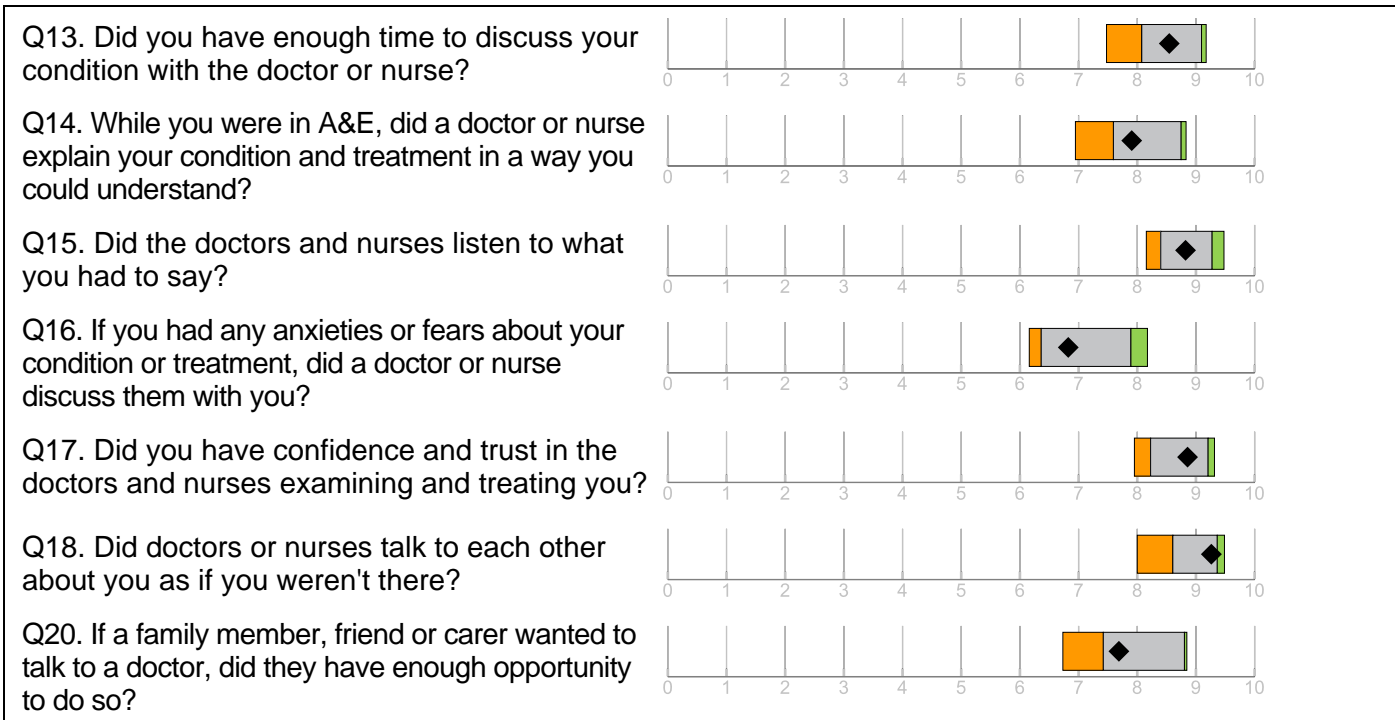 Q13. Did you have enough time to discuss your
condition with the doctor or nurse?
0 1 2 3 4 5 6 7 8 9 10
Q14. While you were in A&E, did a doctor or nurse
explain your condition and treatment in a way you
could understand?
0 1 2 3 4 5 6 7 8 9 10
Q15. Did the doctors and nurses listen to what
you had to say?
0 1 2 3 4 5 6 7 8 9 10
Q16. If you had any anxieties or fears about your
condition or treatment, did a doctor or nurse
discuss them with you?
0 1 2 3 4 5 6 7 8 9 10
Q17. Did you have confidence and trust in the
doctors and nurses examining and treating you?
0 1 2 3 4 5 6 7 8 9 10
Q18. Did doctors or nurses talk to each other
about you as if you weren't there?
0 1 2 3 4 5 6 7 8 9 10
Q20. If a family member, friend or carer wanted to
talk to a doctor, did they have enough opportunity
to do so?
0 1 2 3 4 5 6 7 8 9 10